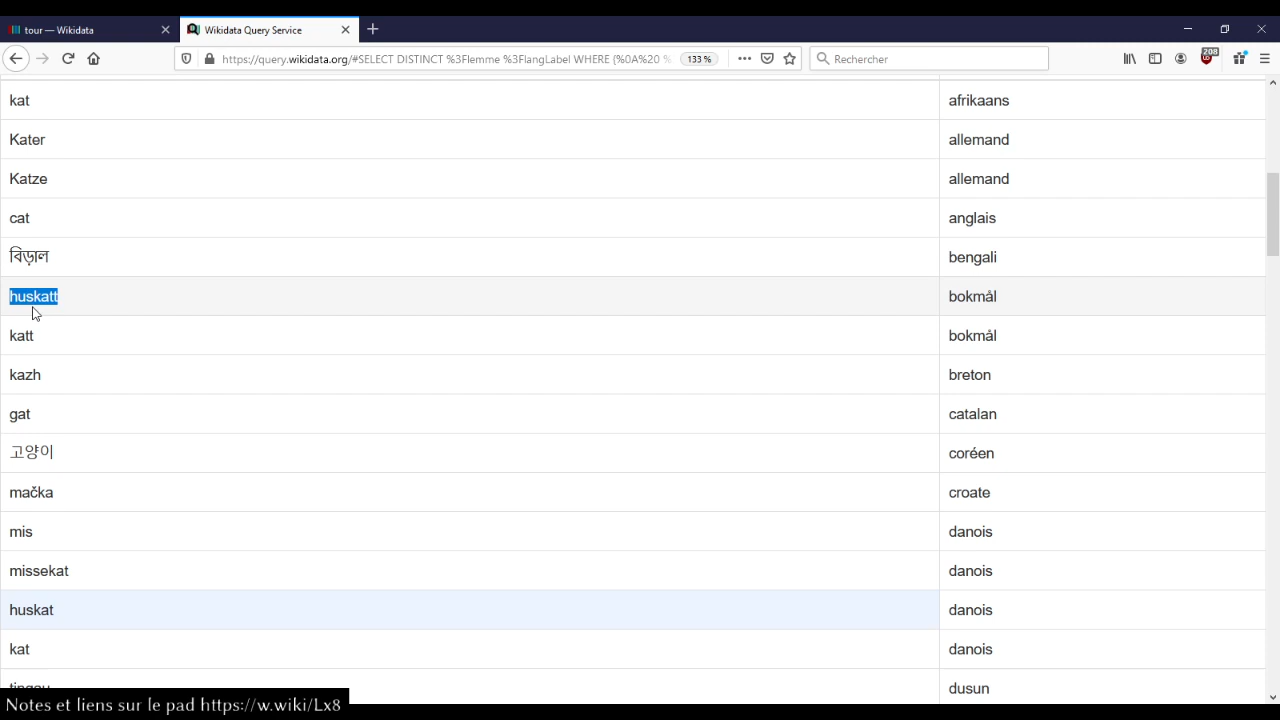 tour — Wikidata
Wikidata Query Service
https://query.wikidata.org/#SELECT DISTINCT %3Flemme %3FlangLabel WHERE {%0A%20 %
133 %
Rechercher
208
kat afrikaans
Kater allemand
Katze allemand
cat anglais
বিড়াল bengali
huskatt bokmål
katt bokmål
kazh breton
gat catalan
고양이 coréen
mačka croate
mis danois
missekat danois
huskat danois
kat danois
dusun
Notes et liens sur le pad https://w.wiki/Lx8